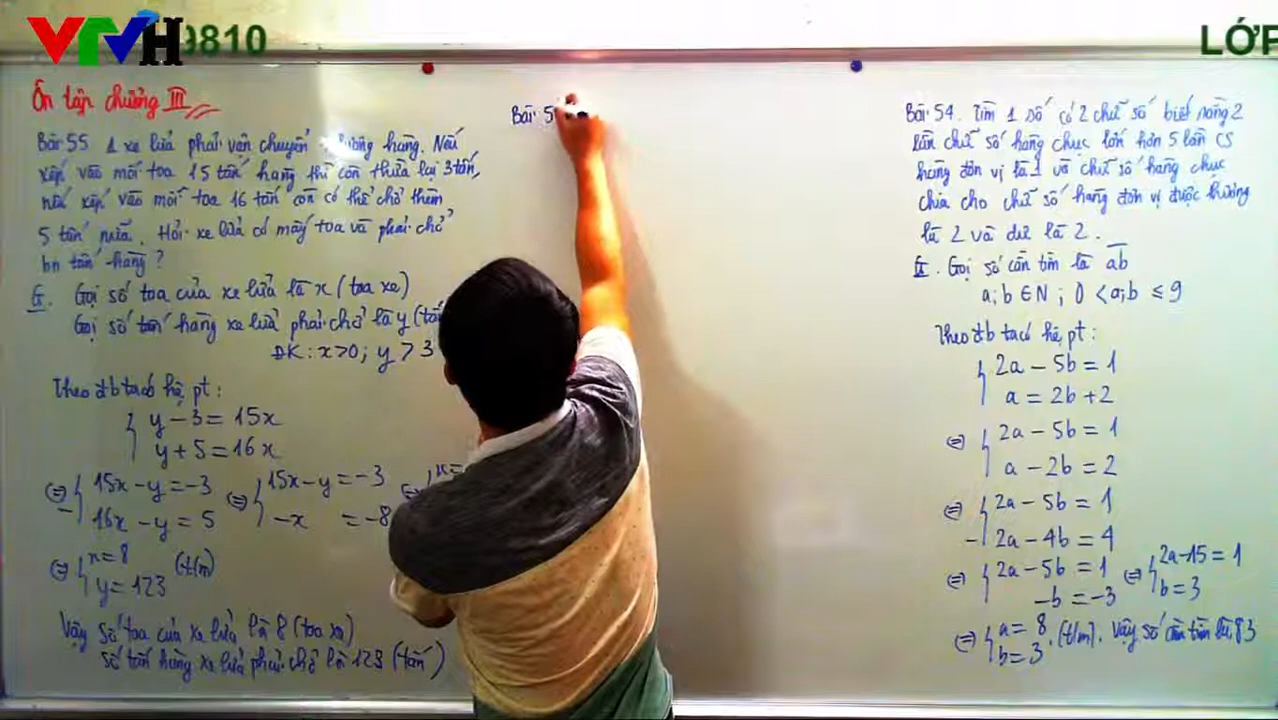 VTVH
9810
LỚP
Ôn tập chương III
Bài 55 1 xe lửa phải vận chuyển lượng hàng. Nếu
xếp vào mỗi toa 15 tấn hàng thì còn thừa lại 3 tấn,
nếu xếp vào mỗi toa 16 tấn còn có thể chở thêm
5 tấn nữa. Hỏi xe lửa có mấy toa và phải chở
bn tấn hàng?
G. Gọi số toa của xe lửa là x (toa xe)
Gọi số tấn hàng xe lửa phải chở là y (tấ
ĐK: x>0; y > 3
Theo đb ta có hệ pt:
y − 3 = 15x
y + 5 = 16x
⇔ 15x − y = −3 ⇔ 15x − y = −3 ⇔ x=
− 16x − y = 5 −x = −8
⇔ x = 8 (t/m)
y = 123
Vậy số toa của xe lửa là 8 (toa xe)
số tấn hàng xe lửa phải chở là 123 (tấn)
Bài 5
Bài 54. Tìm 1 số có 2 chữ số biết rằng 2
lần chữ số hàng chục lớn hơn 5 lần CS
hàng đơn vị là 1 và chữ số hàng chục
chia cho chữ số hàng đơn vị được thương
là 2 và dư là 2.
G. Gọi số cần tìm là ab
a; b ∈ N ; 0 < a; b ≤ 9
Theo đb ta có hệ pt:
2a − 5b = 1
a = 2b + 2
⇔ 2a − 5b = 1
a − 2b = 2
⇔ 2a − 5b = 1
− 2a − 4b = 4
⇔ 2a − 5b = 1 ⇔ 2a − 15 = 1
−b = −3 b = 3
⇔ a = 8 (t/m). Vậy số cần tìm là 83
b = 3